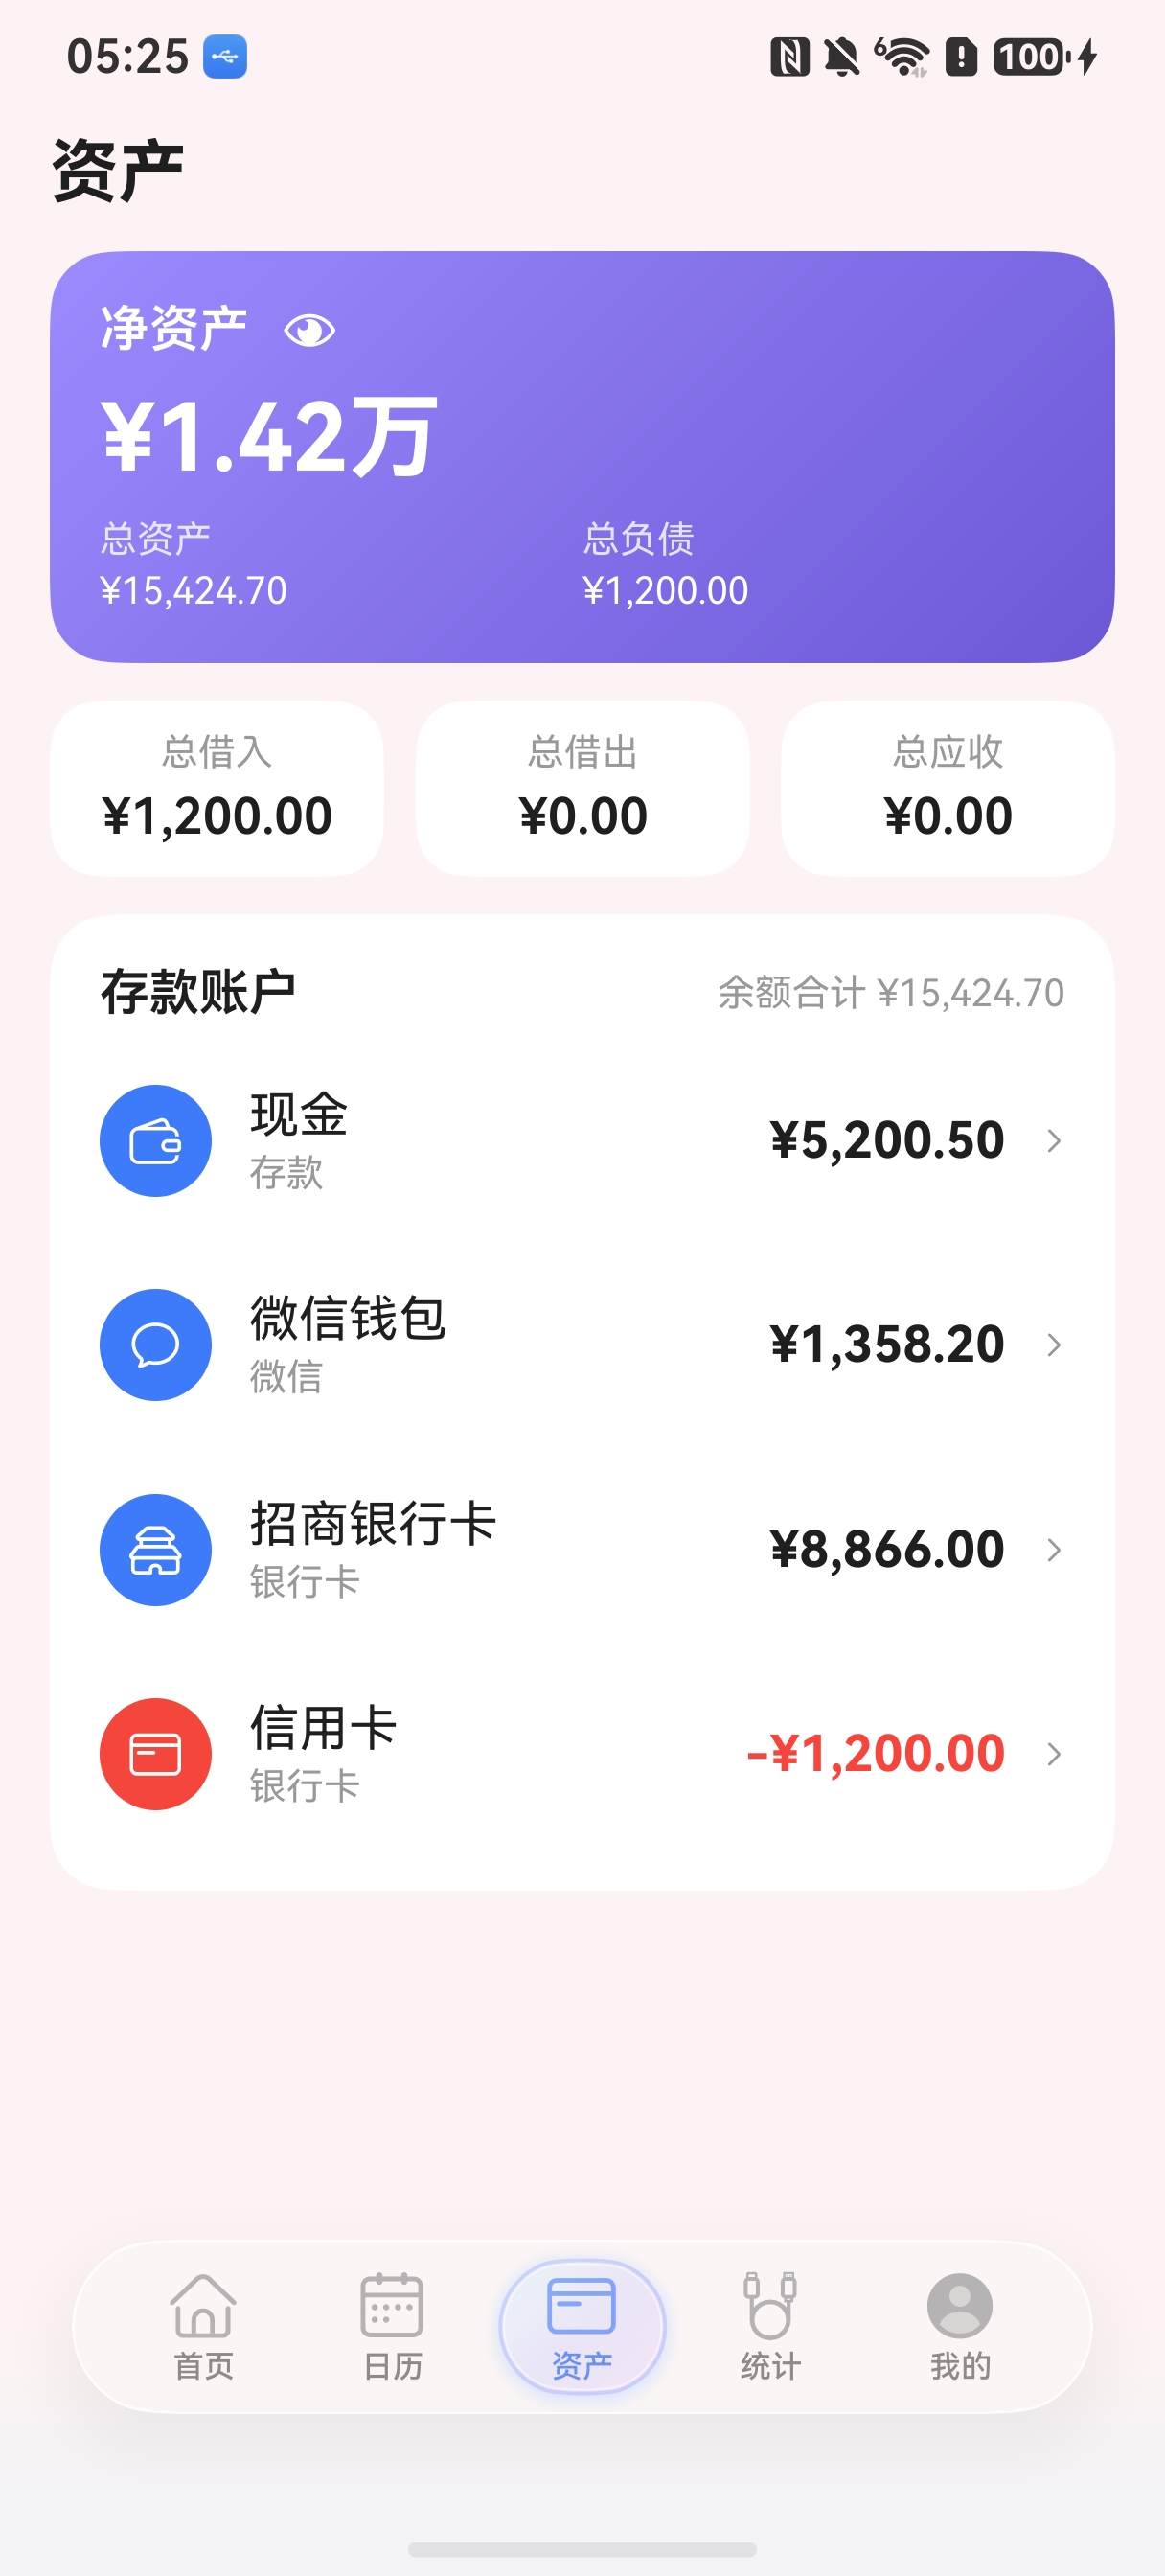 05:25
6
100
资产
净资产
¥1.42万
总资产
总负债
¥15,424.70
¥1,200.00
总借入
总借出
总应收
¥1,200.00
¥0.00
¥0.00
存款账户
余额合计 ¥15,424.70
现金
存款
¥5,200.50
微信钱包
微信
¥1,358.20
招商银行卡
银行卡
¥8,866.00
信用卡
银行卡
-¥1,200.00
首页
日历
资产
统计
我的